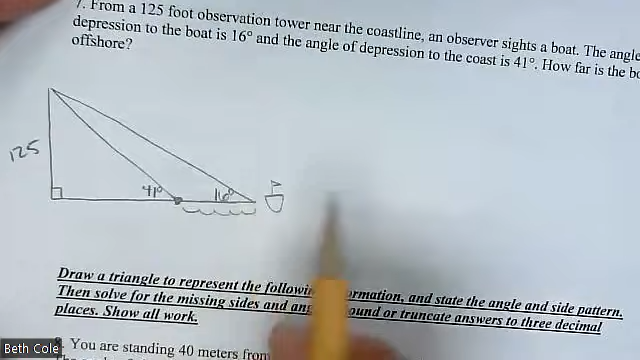 7. From a 125 foot observation tower near the coastline, an observer sights a boat. The angle
depression to the boat is 16° and the angle of depression to the coast is 41°. How far is the bo
offshore?
125
41°
16°
Draw a triangle to represent the followin ormation, and state the angle and side pattern.
Then solve for the missing sides and ang ound or truncate answers to three decimal
places. Show all work.
8. You are standing 40 meters from
Beth Cole